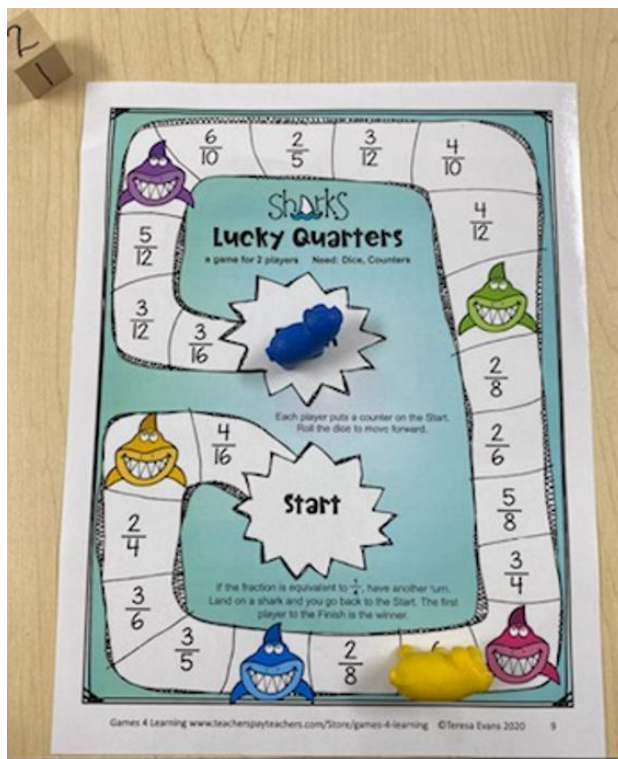 2
1
6/10 2/5 3/12 4/10
4/12
sharks
Lucky Quarters
a game for 2 players Need: Dice, Counters
5/12
3/12
3/16
2/8
Each player puts a counter on the Start.
Roll the dice to move forward.
4/16
2/6
Start
5/8
2/4
3/4
If the fraction is equivalent to 1/4, have another turn.
Land on a shark and you go back to the Start. The first
player to the Finish is the winner.
3/6
3/5
2/8
Games 4 Learning www.teacherspayteachers.com/Store/games-4-learning ©Teresa Evans 2020 9